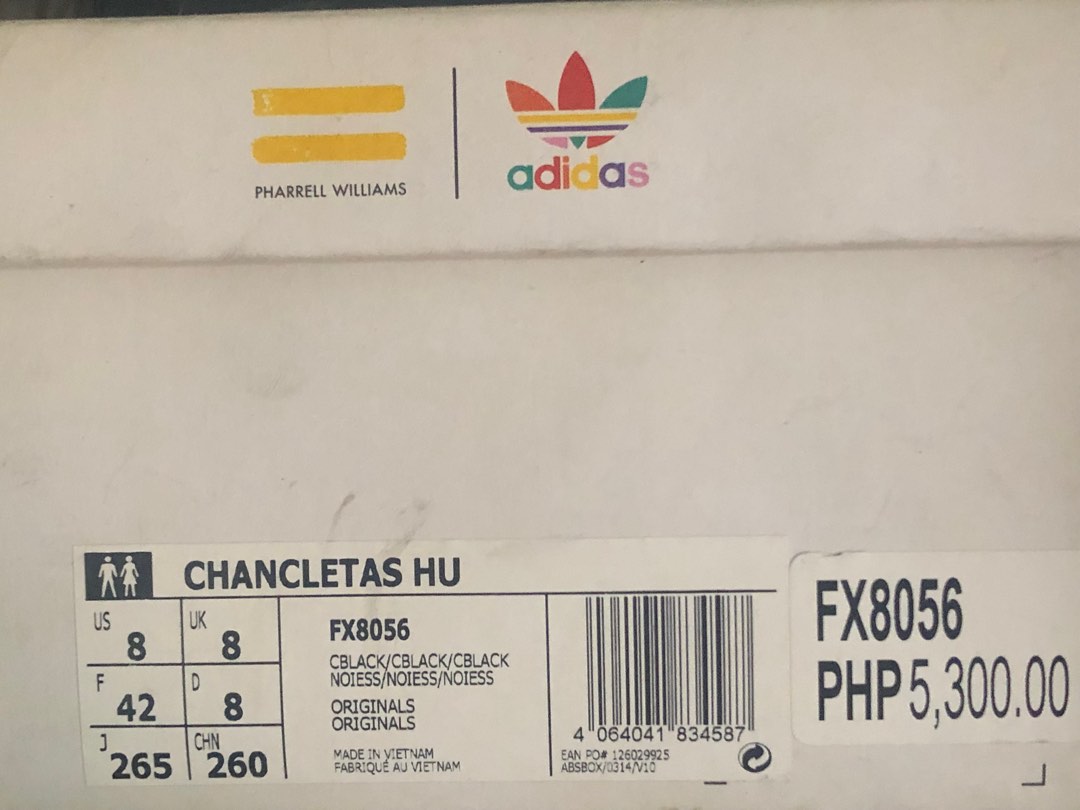 PHARRELL WILLIAMS
adidas
CHANCLETAS HU
US 8
UK 8
F 42
D 8
J 265
CHN 260
FX8056
CBLACK/CBLACK/CBLACK
NOIESS/NOIESS/NOIESS
ORIGINALS
ORIGINALS
MADE IN VIETNAM
FABRIQUÉ AU VIETNAM
4 064041 834587
EAN PO# 126029925
ABSBOX/0314/V10
FX8056
PHP 5,300.00